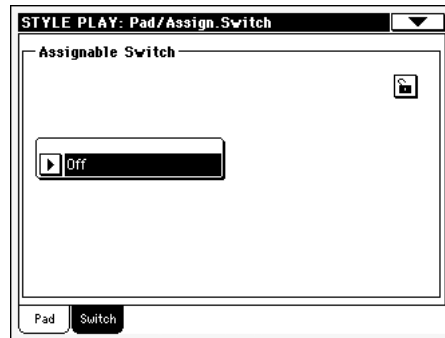 STYLE PLAY: Pad/Assign.Switch
Assignable Switch
Off
Pad Switch